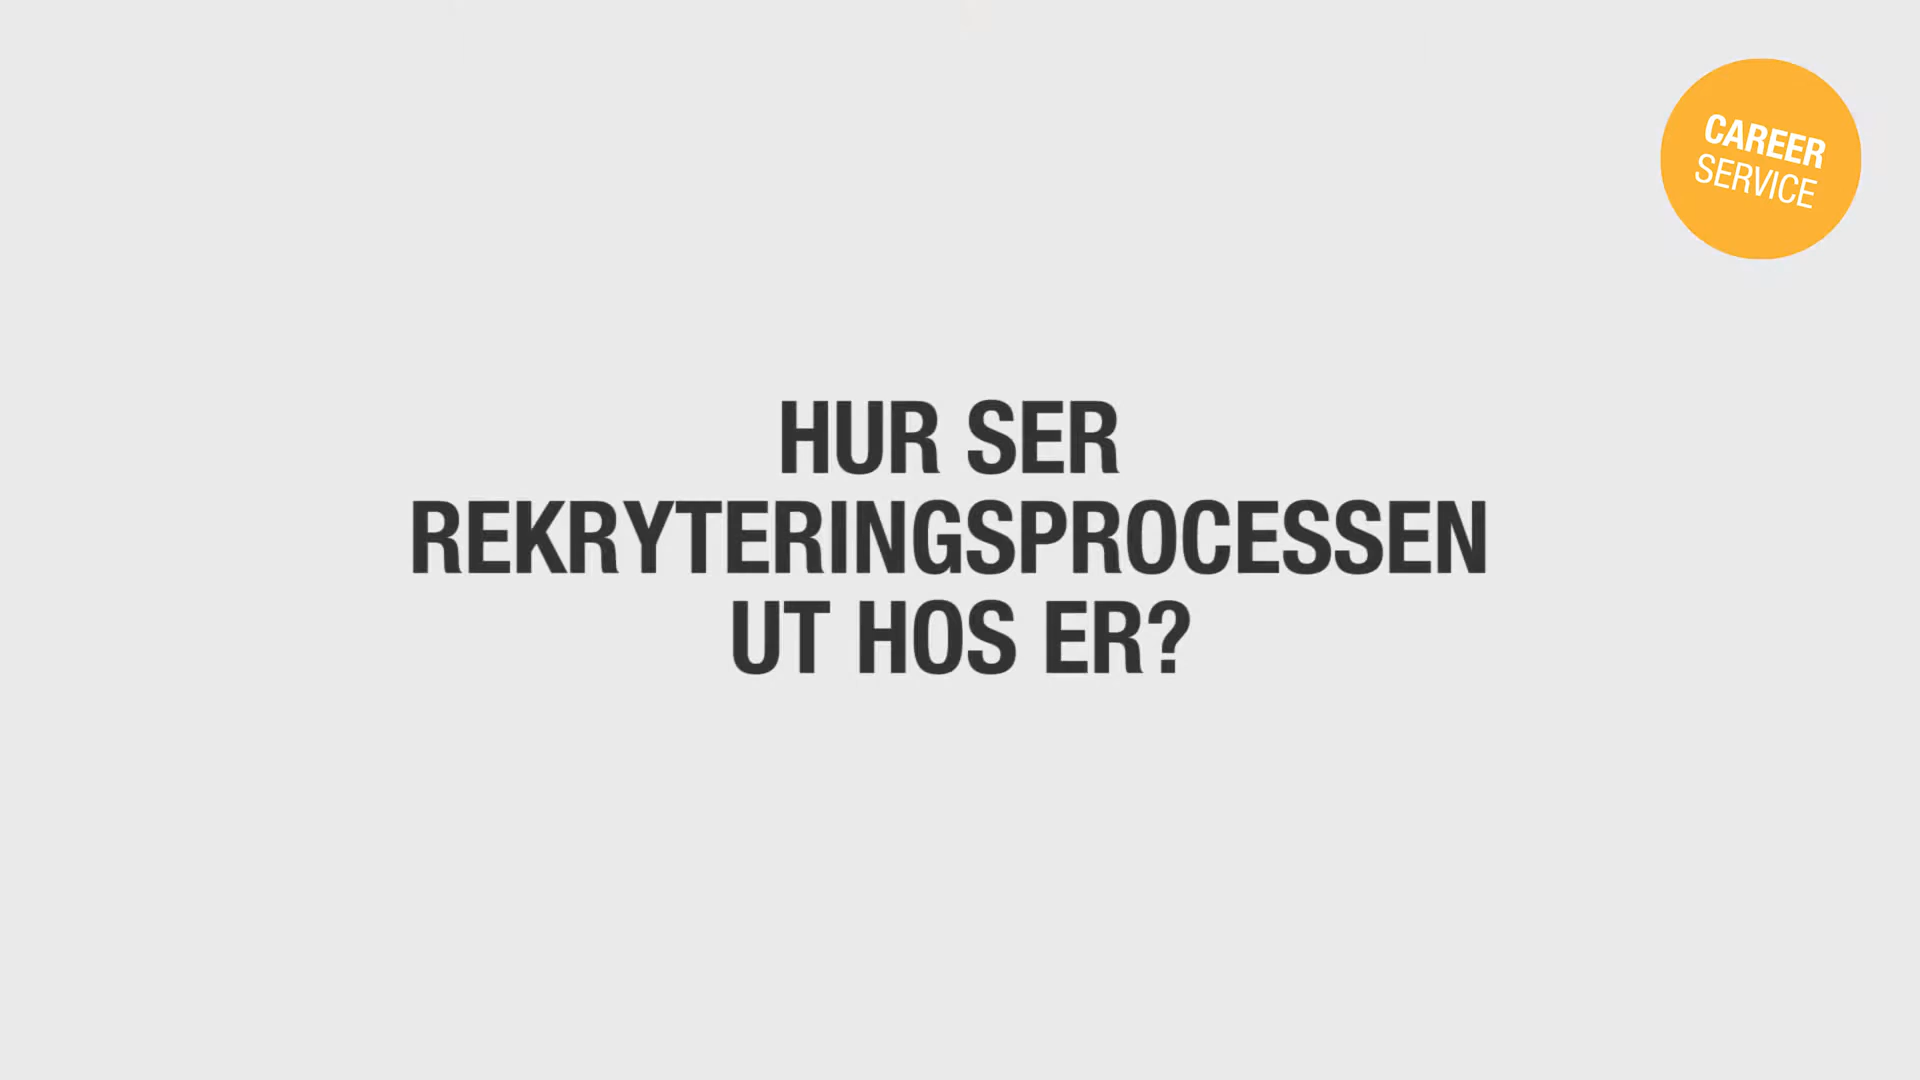 CAREER
SERVICE
HUR SER
REKRYTERINGSPROCESSEN
UT HOS ER?